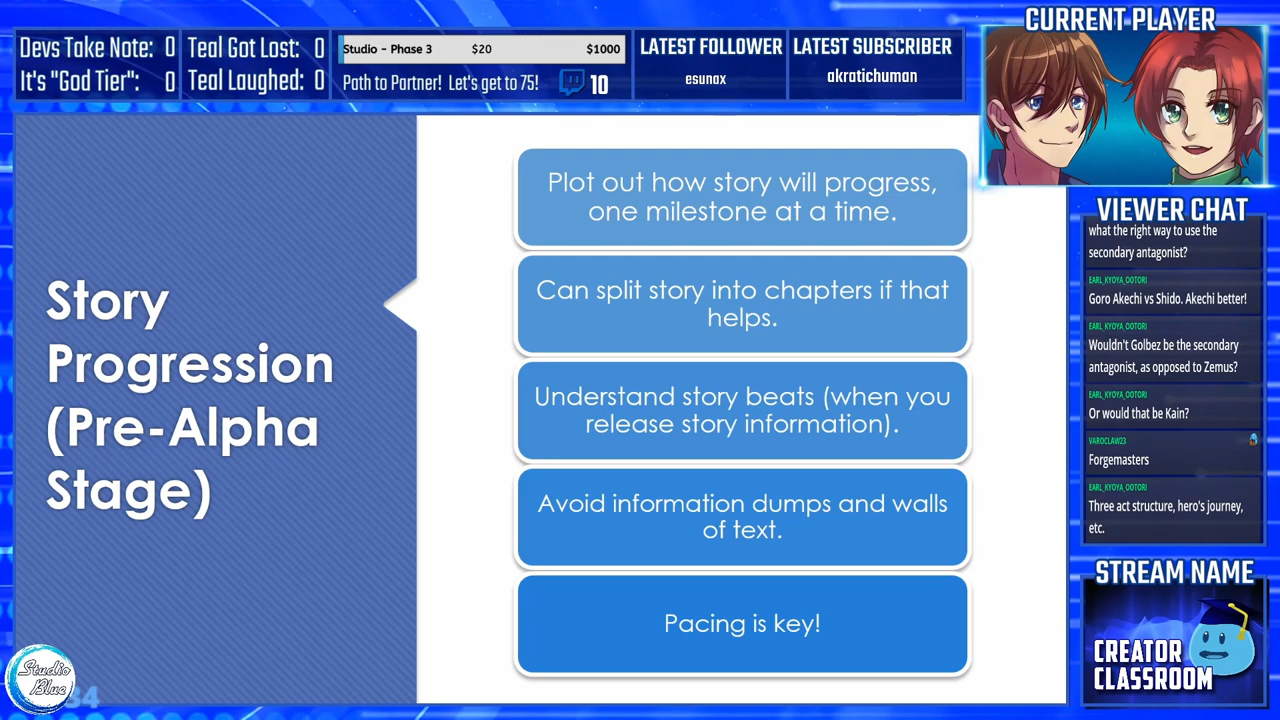 Devs Take Note: 0
It's "God Tier": 0
Teal Got Lost: 0
Teal Laughed: 0
Studio - Phase 3 $20 $1000
Path to Partner! Let's get to 75! 10
LATEST FOLLOWER
esunax
LATEST SUBSCRIBER
akratichuman
CURRENT PLAYER
Story
Progression
(Pre-Alpha
Stage)
Plot out how story will progress,
one milestone at a time.
Can split story into chapters if that
helps.
Understand story beats (when you
release story information).
Avoid information dumps and walls
of text.
Pacing is key!
VIEWER CHAT
what the right way to use the
secondary antagonist?
EARL_KYOYA_OOTORI
Goro Akechi vs Shido. Akechi better!
EARL_KYOYA_OOTORI
Wouldn't Golbez be the secondary
antagonist, as opposed to Zemus?
EARL_KYOYA_OOTORI
Or would that be Kain?
VAROCLAW23
Forgemasters
EARL_KYOYA_OOTORI
Three act structure, hero's journey,
etc.
STREAM NAME
CREATOR
CLASSROOM
Studio
Blue
34